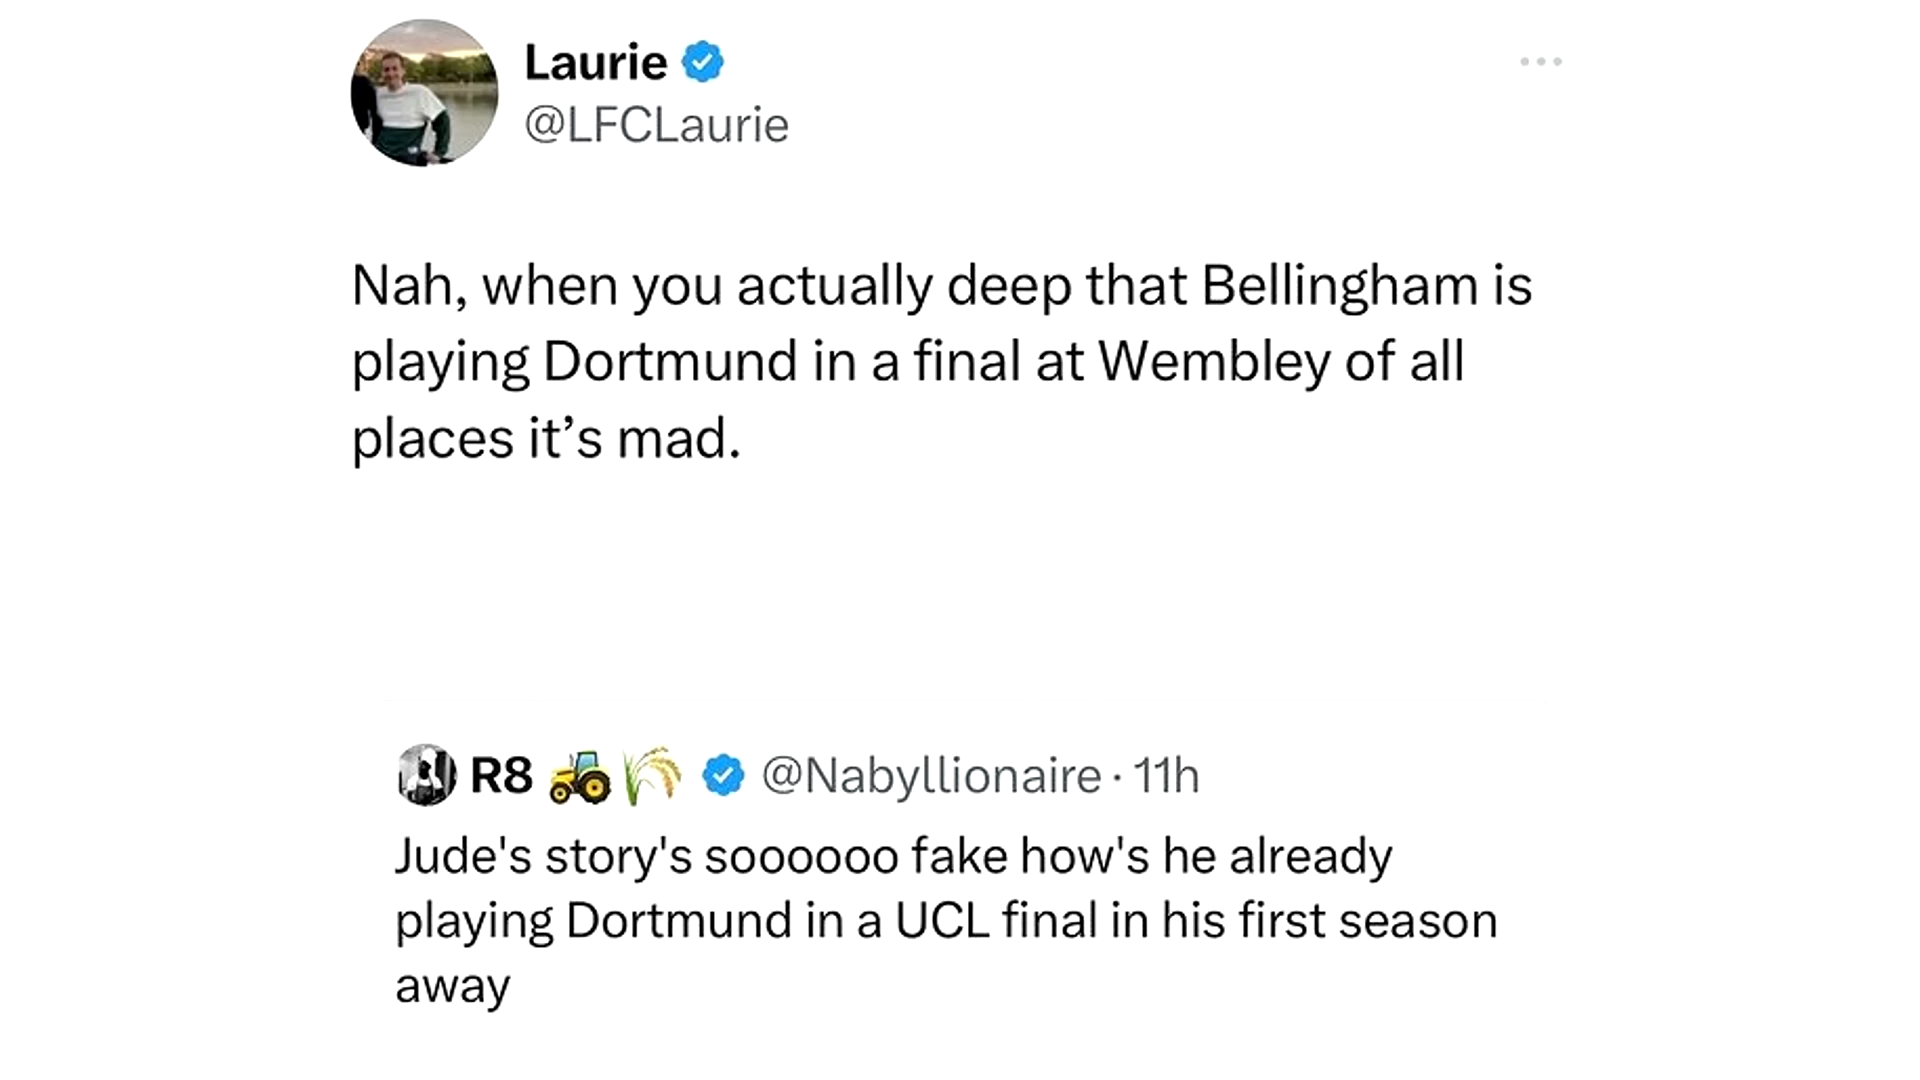 Laurie
@LFCLaurie
Nah, when you actually deep that Bellingham is
playing Dortmund in a final at Wembley of all
places it’s mad.
R8 🚜🌾 @Nabyllionaire · 11h
Jude's story's soooooo fake how's he already
playing Dortmund in a UCL final in his first season
away